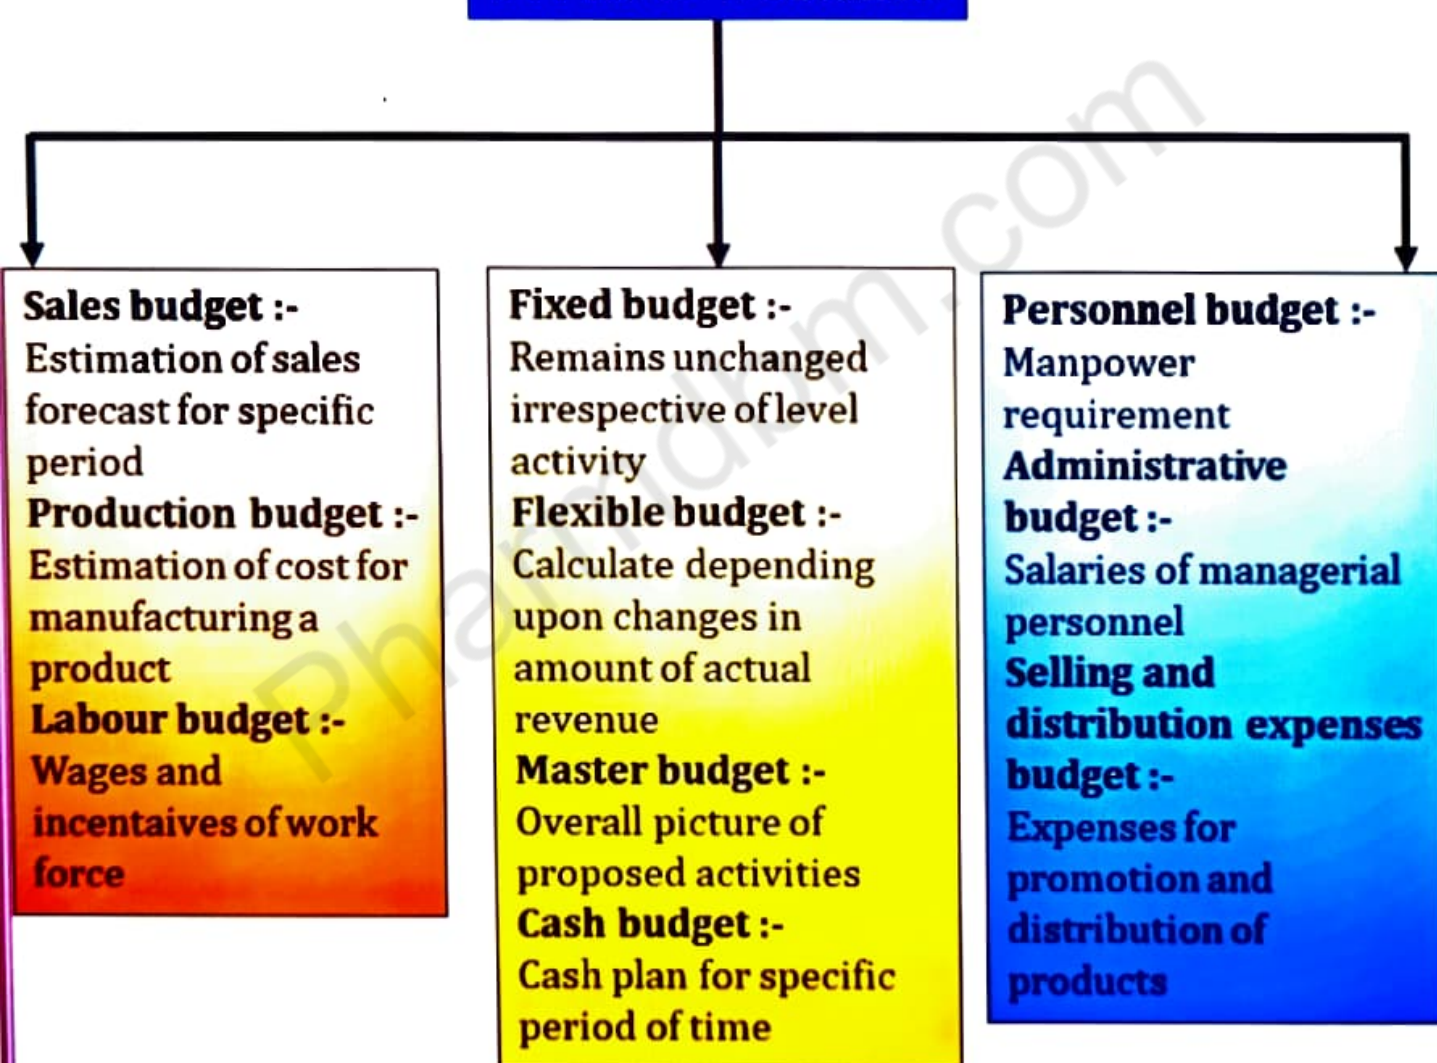 Sales budget :-
Estimation of sales
forecast for specific
period
Production budget :-
Estimation of cost for
manufacturing a
product
Labour budget :-
Wages and
incentaives of work
force
Fixed budget :-
Remains unchanged
irrespective of level
activity
Flexible budget :-
Calculate depending
upon changes in
amount of actual
revenue
Master budget :-
Overall picture of
proposed activities
Cash budget :-
Cash plan for specific
period of time
Personnel budget :-
Manpower
requirement
Administrative
budget :-
Salaries of managerial
personnel
Selling and
distribution expenses
budget :-
Expenses for
promotion and
distribution of
products
Pharmdbm.com